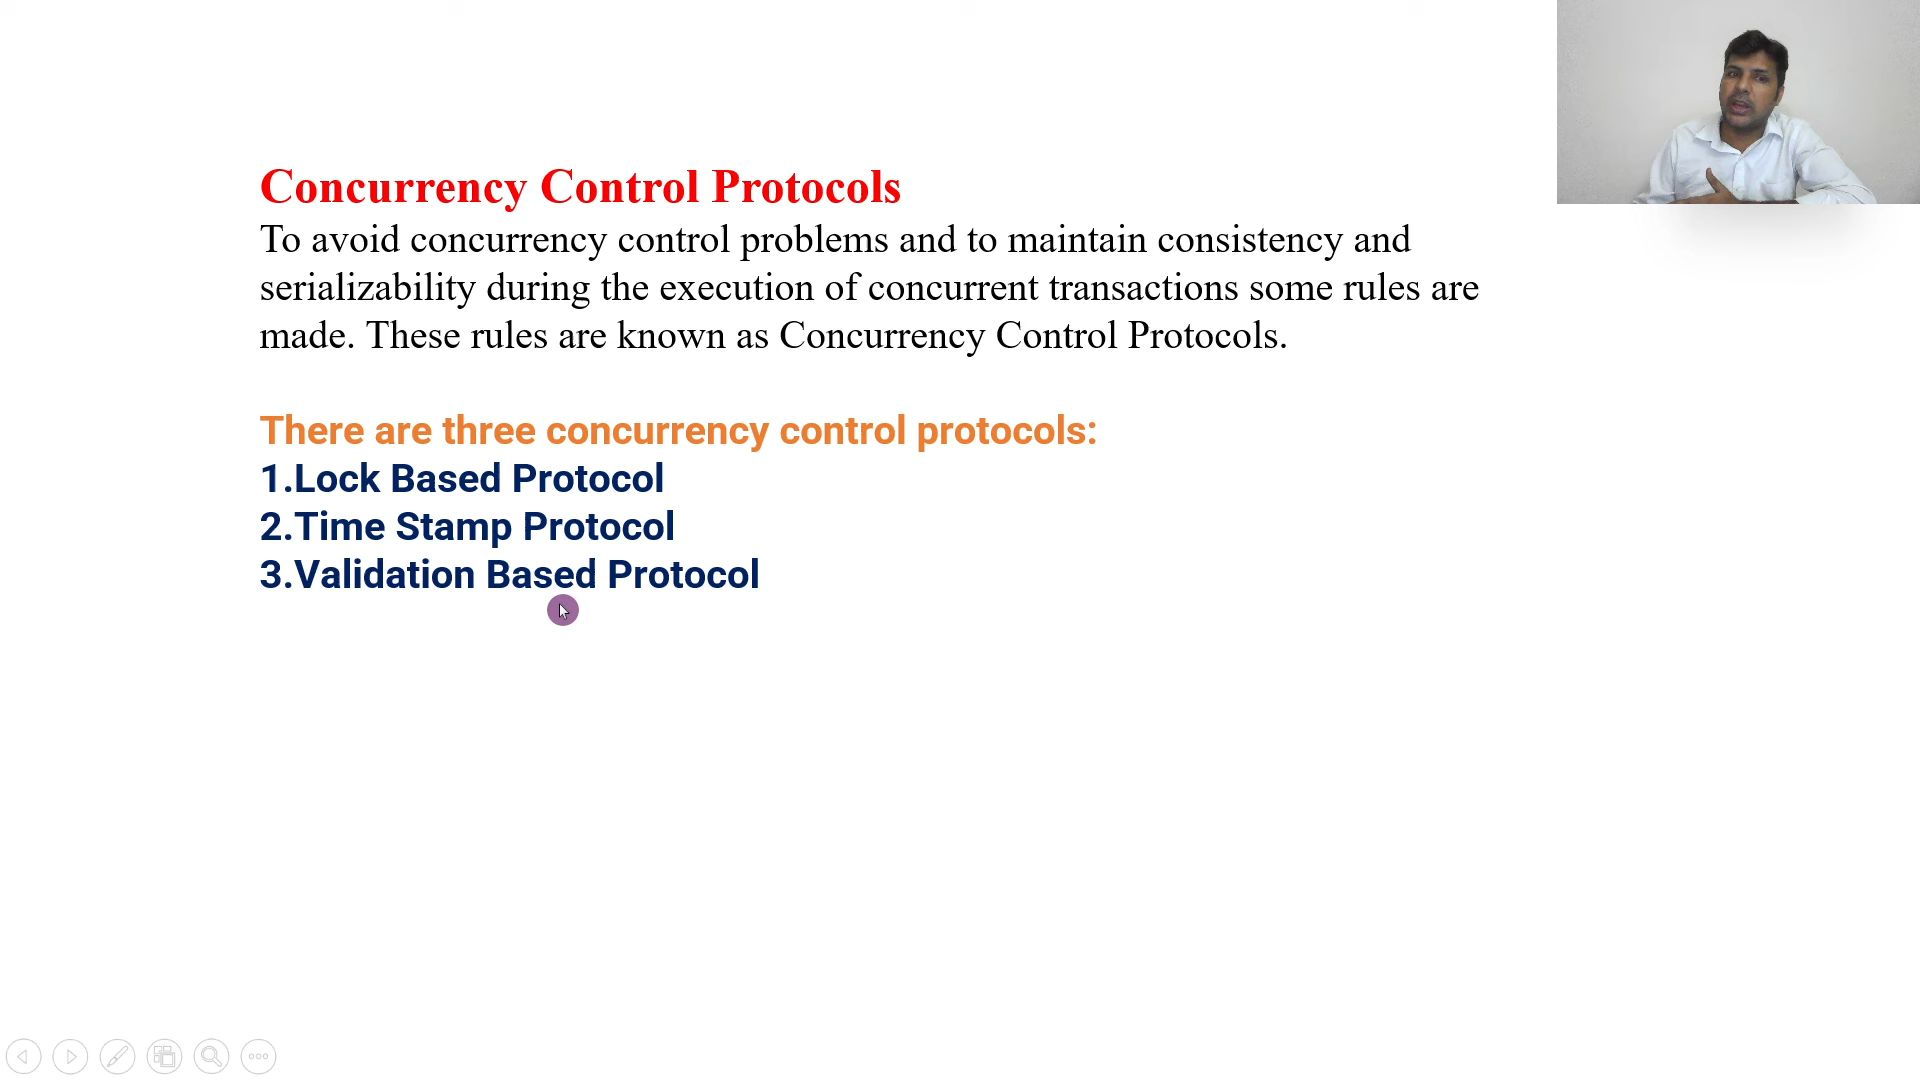 Concurrency Control Protocols
To avoid concurrency control problems and to maintain consistency and
serializability during the execution of concurrent transactions some rules are
made. These rules are known as Concurrency Control Protocols.
There are three concurrency control protocols:
1.Lock Based Protocol
2.Time Stamp Protocol
3.Validation Based Protocol